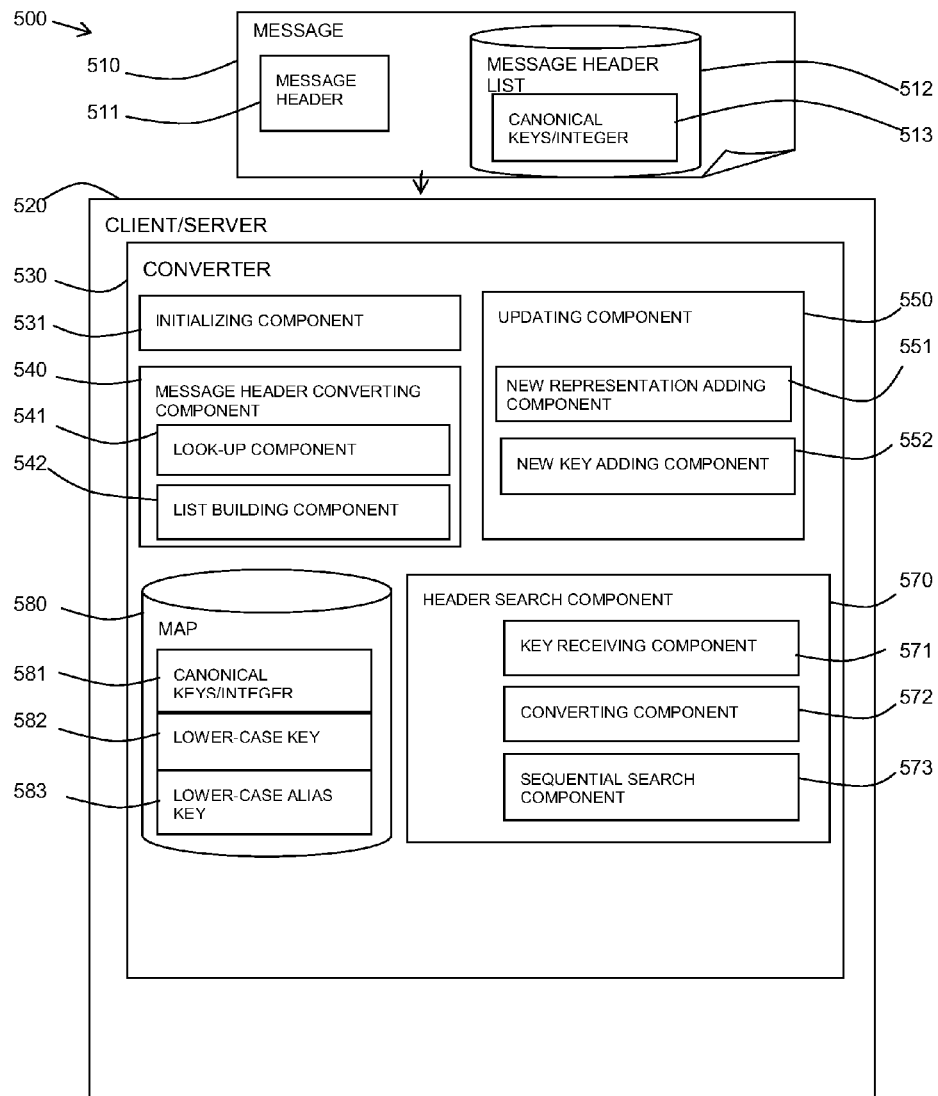 500
MESSAGE
510
MESSAGE
HEADER
511
MESSAGE HEADER
LIST
512
CANONICAL
KEYS/INTEGER
513
520
CLIENT/SERVER
530
CONVERTER
531
INITIALIZING COMPONENT
UPDATING COMPONENT
550
540
MESSAGE HEADER CONVERTING
COMPONENT
551
NEW REPRESENTATION ADDING
COMPONENT
541
LOOK-UP COMPONENT
552
NEW KEY ADDING COMPONENT
542
LIST BUILDING COMPONENT
580
MAP
HEADER SEARCH COMPONENT
570
581
CANONICAL
KEYS/INTEGER
KEY RECEIVING COMPONENT
571
582
LOWER-CASE KEY
CONVERTING COMPONENT
572
583
LOWER-CASE ALIAS
KEY
SEQUENTIAL SEARCH
COMPONENT
573